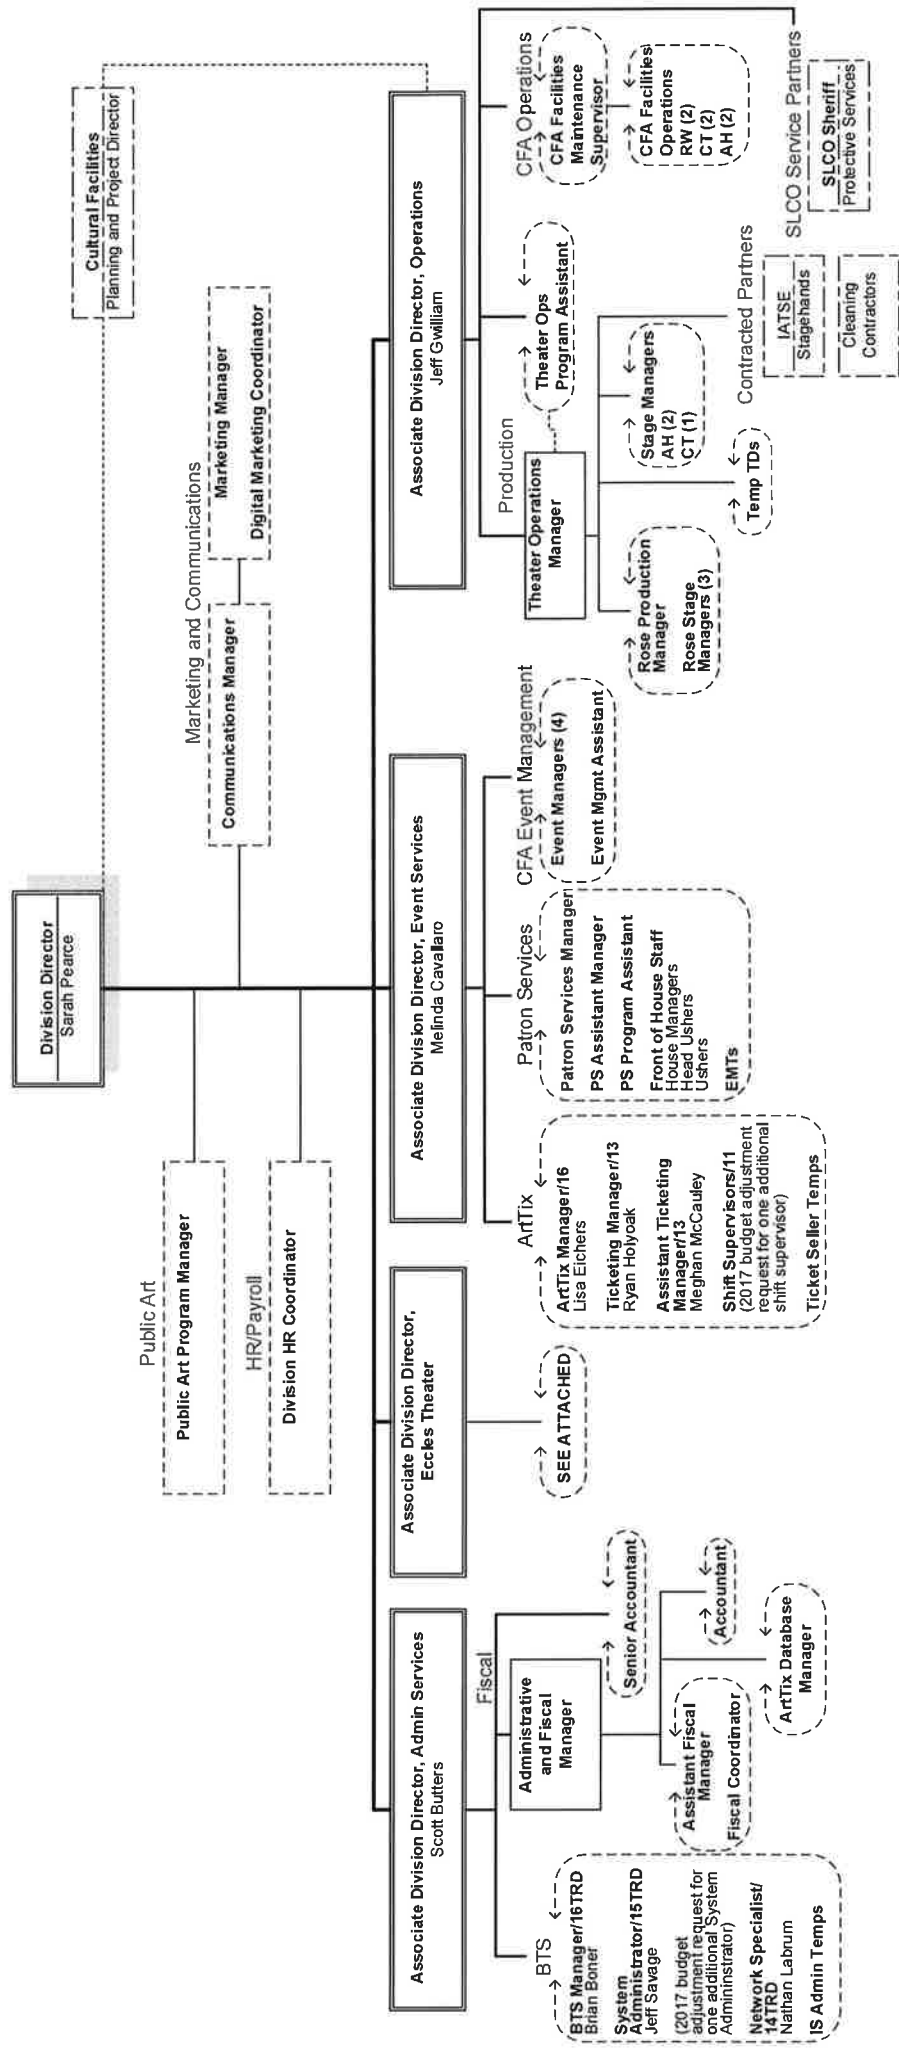 Division Director
Sarah Pearce
Cultural Facilities
Planning and Project Director
Public Art
Public Art Program Manager
HR/Payroll
Division HR Coordinator
Marketing and Communications
Communications Manager
Marketing Manager
Digital Marketing Coordinator
Associate Division Director, Admin Services
Scott Butters
BTS
BTS Manager/16TRD
Brian Boner
System
Administrator/15TRD
Jeff Savage
(2017 budget
adjustment request for
one additional System
Admininstrator)
Network Specialist/
14TRD
Nathan Labrum
IS Admin Temps
Fiscal
Administrative
and Fiscal
Manager
Senior Accountant
Assistant Fiscal
Manager
Fiscal Coordinator
Accountant
ArtTix Database
Manager
Associate Division Director,
Eccles Theater
SEE ATTACHED
Associate Division Director, Event Services
Melinda Cavallaro
ArtTix
ArtTix Manager/16
Lisa Eichers
Ticketing Manager/13
Ryan Holyoak
Assistant Ticketing
Manager/13
Meghan McCauley
Shift Supervisors/11
(2017 budget adjustment
request for one additional
shift supervisor)
Ticket Seller Temps
Patron Services
Patron Services Manager
PS Assistant Manager
PS Program Assistant
Front of House Staff
House Managers
Head Ushers
Ushers
EMTs
CFA Event Management
Event Managers (4)
Event Mgmt Assistant
Associate Division Director, Operations
Jeff Gwilliam
Production
Theater Operations
Manager
Theater Ops
Program Assistant
Rose Production
Manager
Rose Stage
Managers (3)
Temp TDs
Stage Managers
AH (2)
CT (1)
Contracted Partners
IATSE
Stagehands
Cleaning
Contractors
CFA Operations
CFA Facilities
Maintenance
Supervisor
CFA Facilities
Operations
RW (2)
CT (2)
AH (2)
SLCO Service Partners
SLCO Sheriff
Protective Services